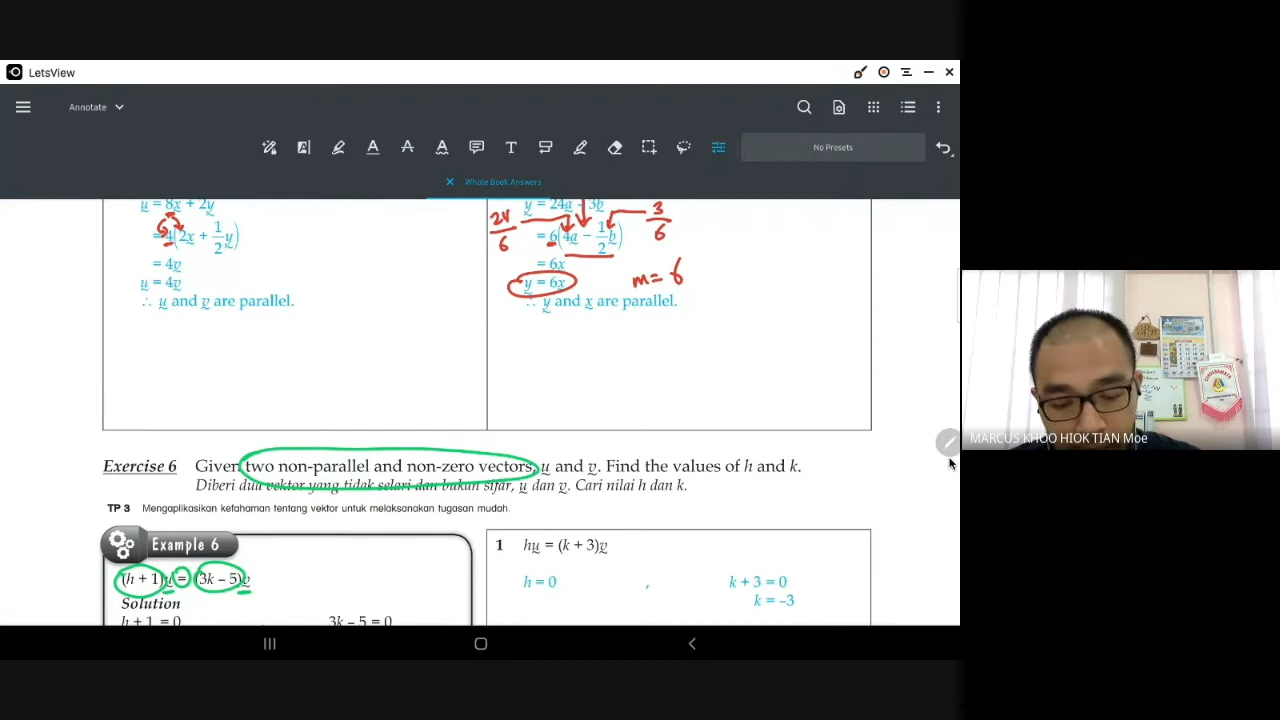 LetsView
Annotate
No Presets
Whole Book Answers
u = 8x + 2y
= 4(2x + 1/2 y)
= 4v
u = 4v
∴ u and v are parallel.
y = 24a - 3b
24/6
3/6
= 6(4a − 1/2 b)
= 6x
y = 6x
m = 6
∴ y and x are parallel.
Exercise 6 Given two non-parallel and non-zero vectors, u and v. Find the values of h and k.
Diberi dua vektor yang tidak selari dan bukan sifar, u dan v. Cari nilai h dan k.
TP 3 Mengaplikasikan kefahaman tentang vektor untuk melaksanakan tugasan mudah.
Example 6
(h + 1)u = (3k – 5)v
Solution
h + 1 = 0 , 3k – 5 = 0
1 hu = (k + 3)v
h = 0 , k + 3 = 0
k = –3
MARCUS KHOO HIOK TIAN Moe